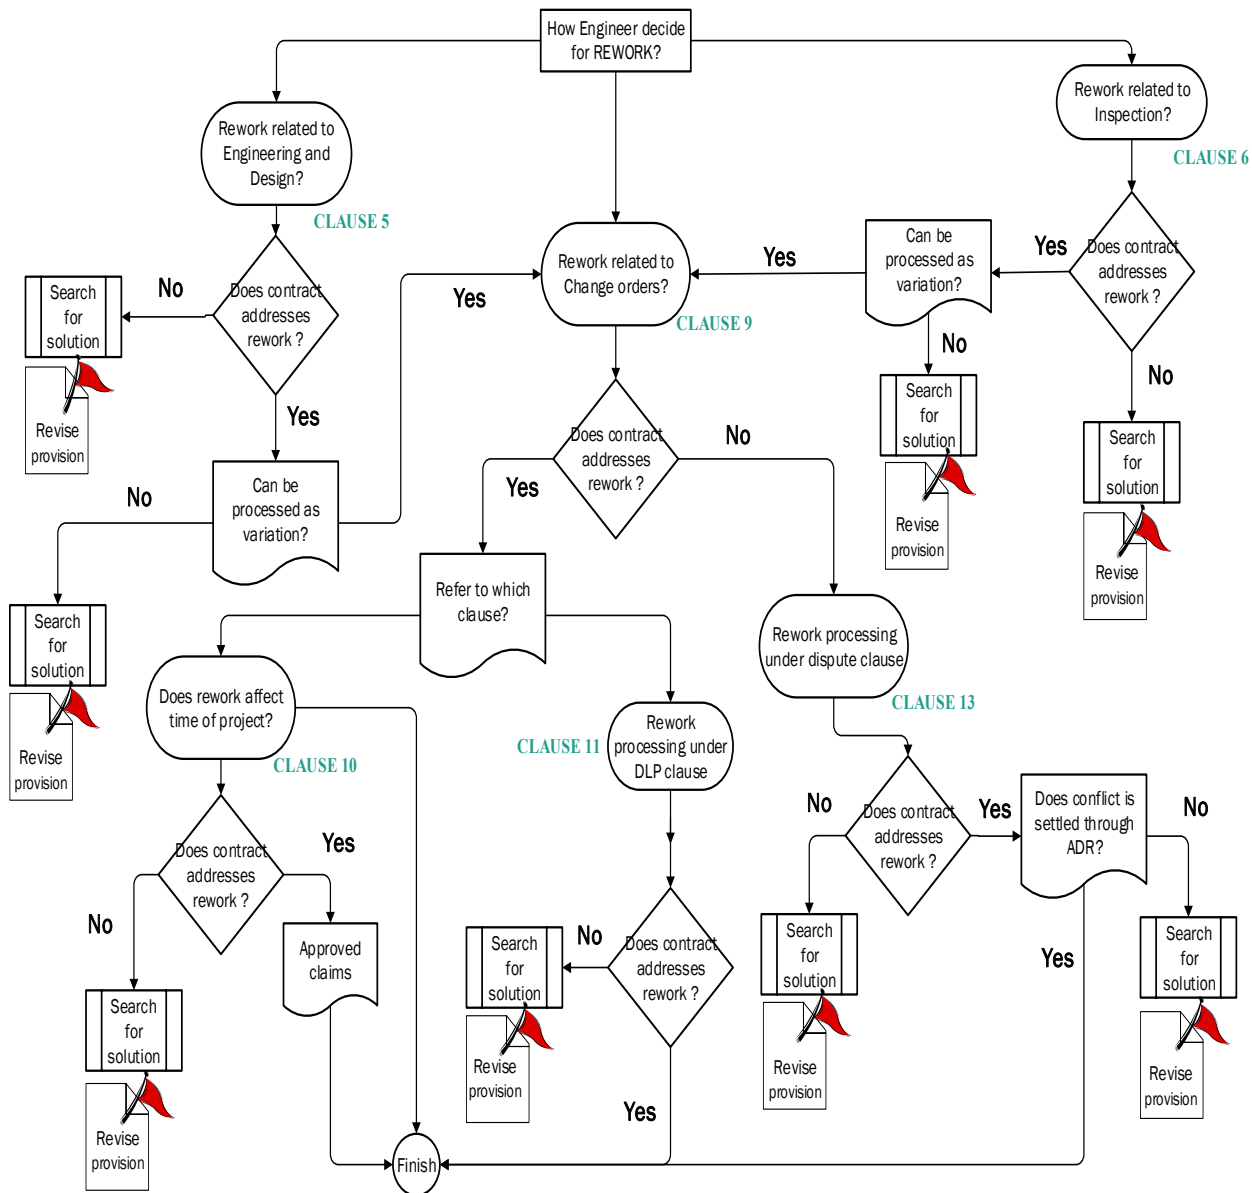 How Engineer decide
for REWORK?
Rework related to
Engineering and
Design?
CLAUSE 5
Rework related to
Inspection?
CLAUSE 6
Rework related to
Change orders?
CLAUSE 9
Does contract
addresses
rework ?
No
Search
for
solution
Revise
provision
Yes
Can be
processed as
variation?
Yes
No
Search
for
solution
Revise
provision
Does contract
addresses
rework ?
Yes
Can be
processed as
variation?
Yes
No
Search
for
solution
Revise
provision
No
Search
for
solution
Revise
provision
Does contract
addresses
rework ?
Yes
No
Refer to which
clause?
Does rework affect
time of project?
CLAUSE 10
Does contract
addresses
rework ?
Yes
Approved
claims
No
Search
for
solution
Revise
provision
CLAUSE 11
Rework
processing under
DLP clause
Does contract
addresses
rework ?
No
Search
for
solution
Revise
provision
Yes
Rework processing
under dispute clause
CLAUSE 13
Does contract
addresses
rework ?
No
Search
for
solution
Revise
provision
Yes
Does conflict is
settled through
ADR?
No
Search
for
solution
Revise
provision
Yes
Finish